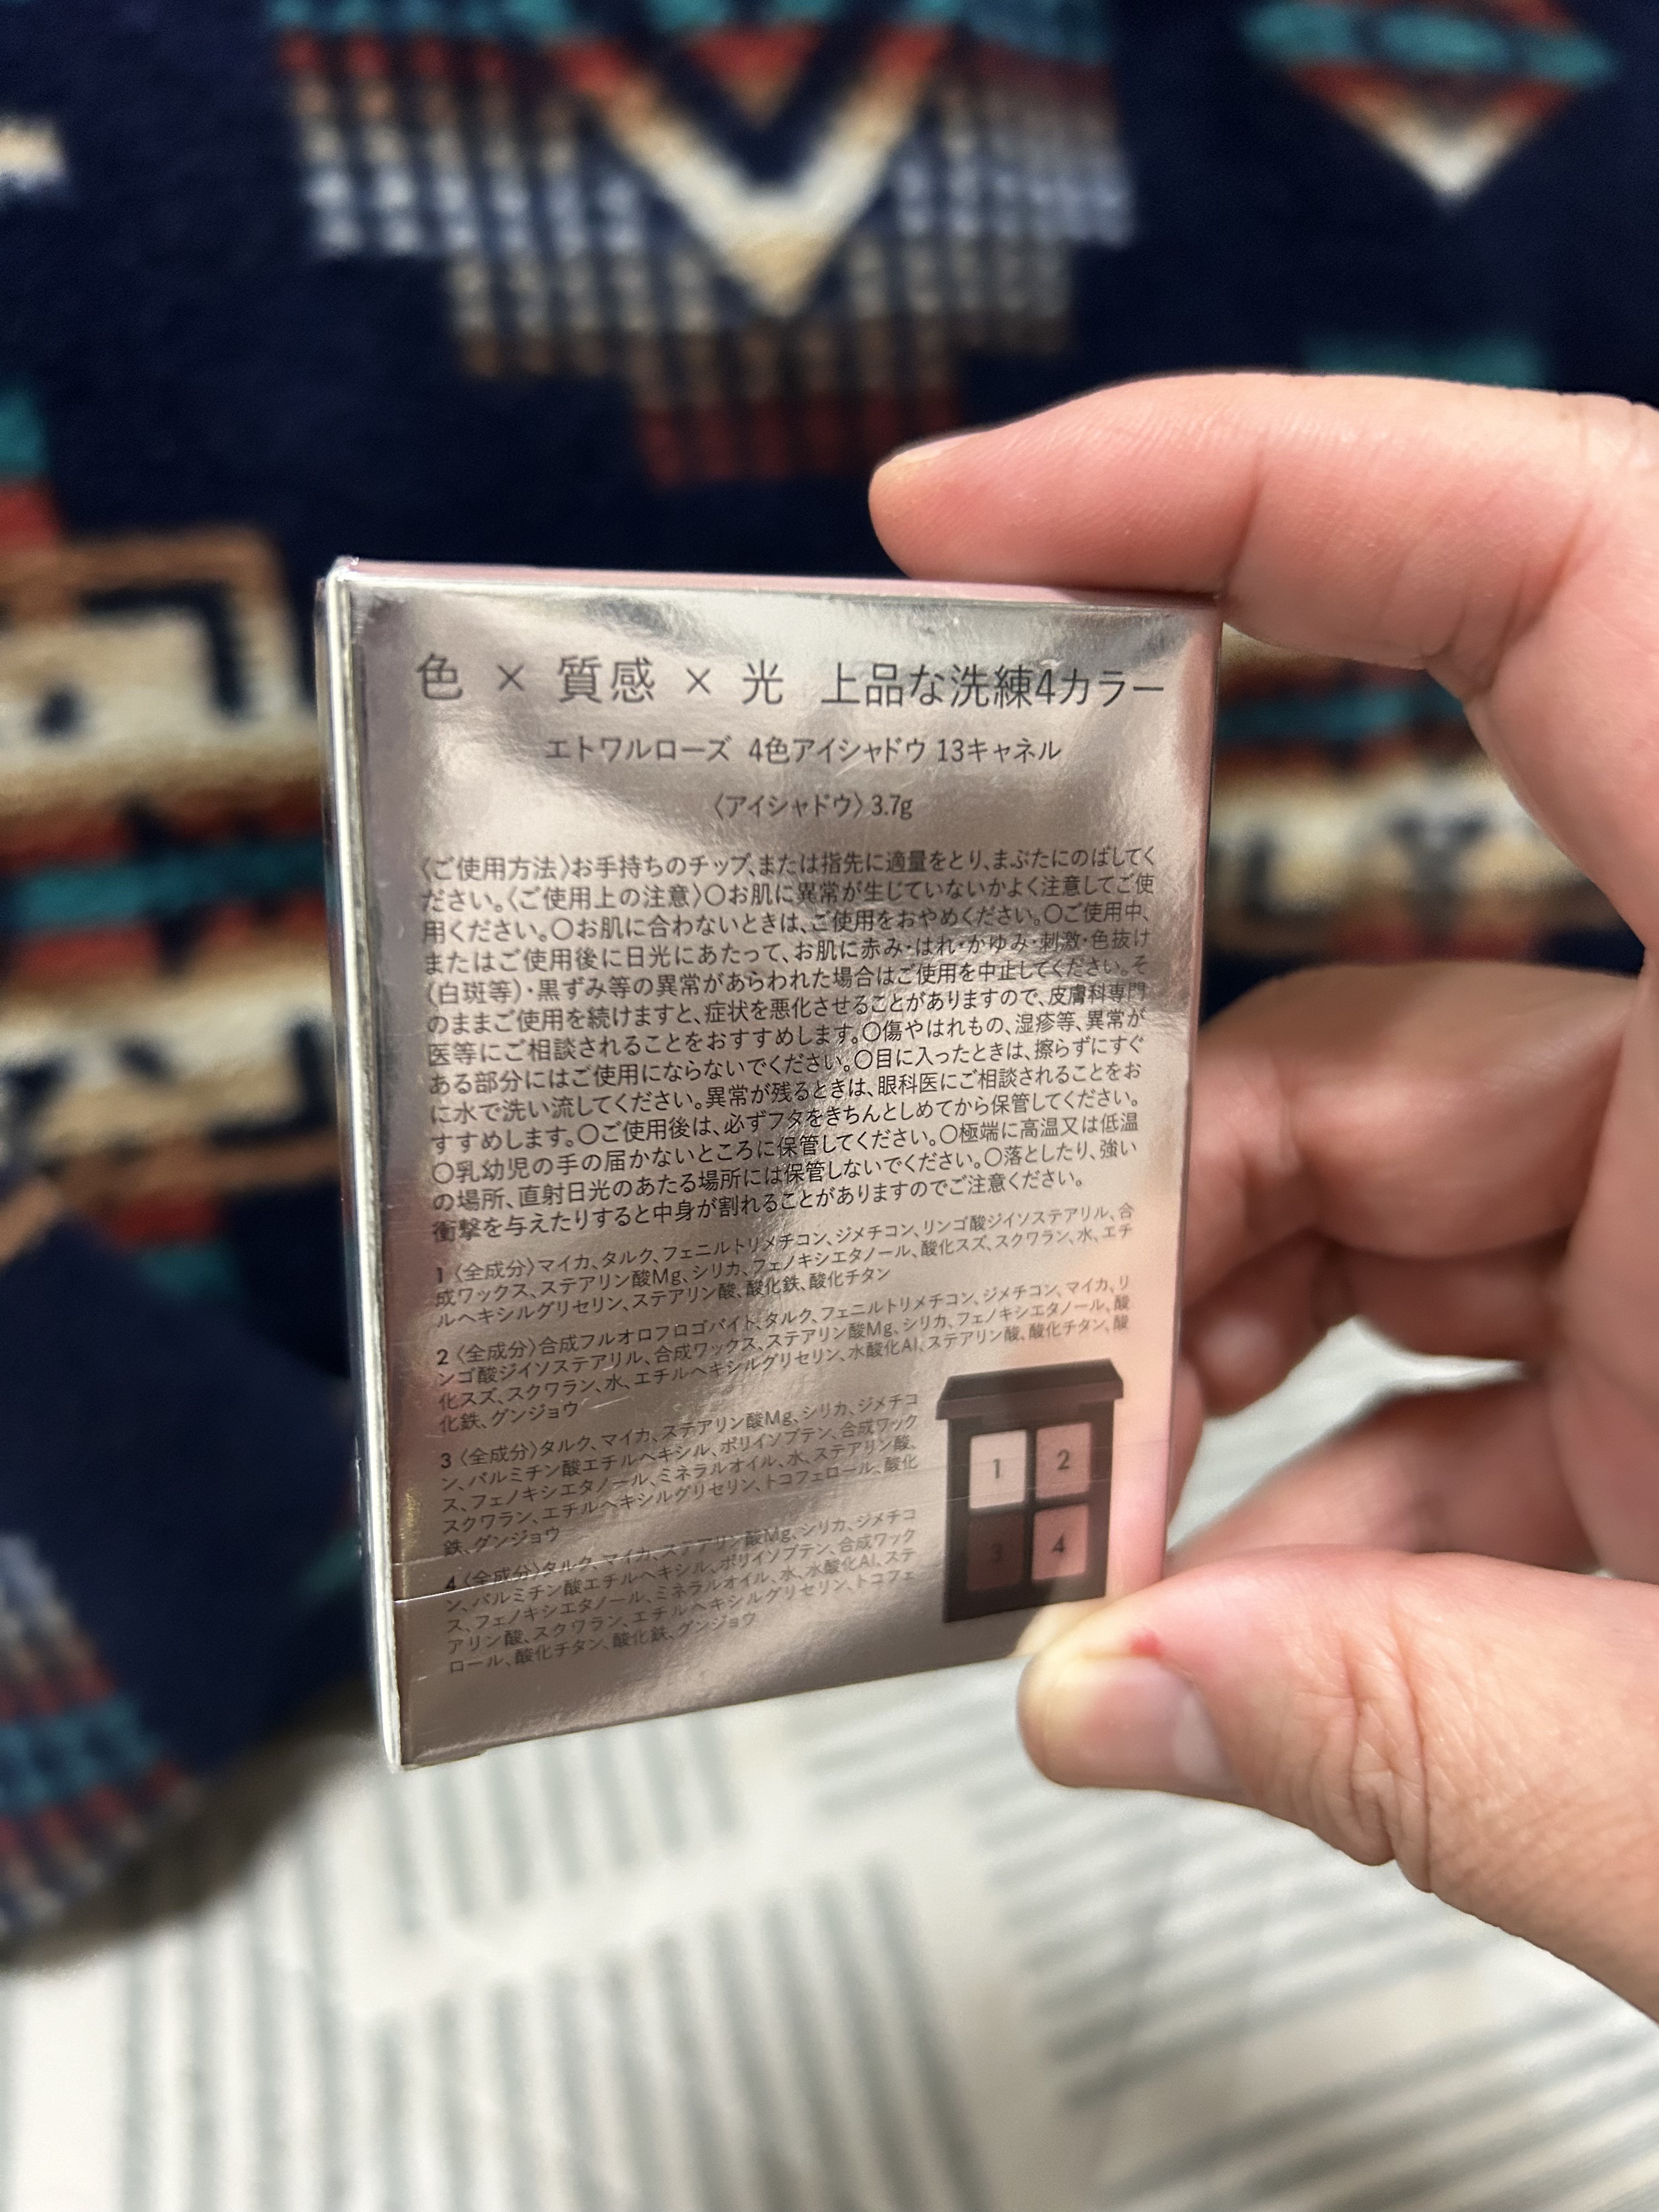 色 × 質感 × 光 上品な洗練4カラー
エトワルローズ 4色アイシャドウ 13キャネル
〈アイシャドウ〉3.7g
〈ご使用方法〉お手持ちのチップ、または指先に適量をとり、まぶたにのばしてく
ださい。〈ご使用上の注意〉〇お肌に異常が生じていないかよく注意してご使
用ください。〇お肌に合わないときは、ご使用をおやめください。〇ご使用中、
またはご使用後に日光にあたって、お肌に赤み・はれ・かゆみ・刺激・色抜け
(白斑等)・黒ずみ等の異常があらわれた場合はご使用を中止してください。そ
のままご使用を続けますと、症状を悪化させることがありますので、皮膚科専門
医等にご相談されることをおすすめします。〇傷やはれもの、湿疹等、異常が
ある部分にはご使用にならないでください。〇目に入ったときは、擦らずにすぐ
に水で洗い流してください。異常が残るときは、眼科医にご相談されることをお
すすめします。〇ご使用後は、必ずフタをきちんとしめてから保管してください。
〇乳幼児の手の届かないところに保管してください。〇極端に高温又は低温
の場所、直射日光のあたる場所には保管しないでください。〇落としたり、強い
衝撃を与えたりすると中身が割れることがありますのでご注意ください。
1〈全成分〉マイカ、タルク、フェニルトリメチコン、ジメチコン、リンゴ酸ジイソステアリル、合
成ワックス、ステアリン酸Mg、シリカ、フェノキシエタノール、酸化スズ、スクワラン、水、エチ
ルヘキシルグリセリン、ステアリン酸、酸化鉄、酸化チタン
2〈全成分〉合成フルオロフロゴパイト、タルク、フェニルトリメチコン、ジメチコン、マイカ、リ
ンゴ酸ジイソステアリル、合成ワックス、ステアリン酸Mg、シリカ、フェノキシエタノール、酸
化スズ、スクワラン、水、エチルヘキシルグリセリン、水酸化Al、ステアリン酸、酸化チタン、酸
化鉄、グンジョウ
3〈全成分〉タルク、マイカ、ステアリン酸Mg、シリカ、ジメチコ
ン、パルミチン酸エチルヘキシル、ポリイソブテン、合成ワック
ス、フェノキシエタノール、ミネラルオイル、水、ステアリン酸、
スクワラン、エチルヘキシルグリセリン、トコフェロール、酸化
鉄、グンジョウ
4〈全成分〉タルク、マイカ、ステアリン酸Mg、シリカ、ジメチコ
ン、パルミチン酸エチルヘキシル、ポリイソブテン、合成ワック
ス、フェノキシエタノール、ミネラルオイル、水、水酸化Al、ステ
アリン酸、スクワラン、エチルヘキシルグリセリン、トコフェ
ロール、酸化チタン、酸化鉄、グンジョウ
1 2
3 4